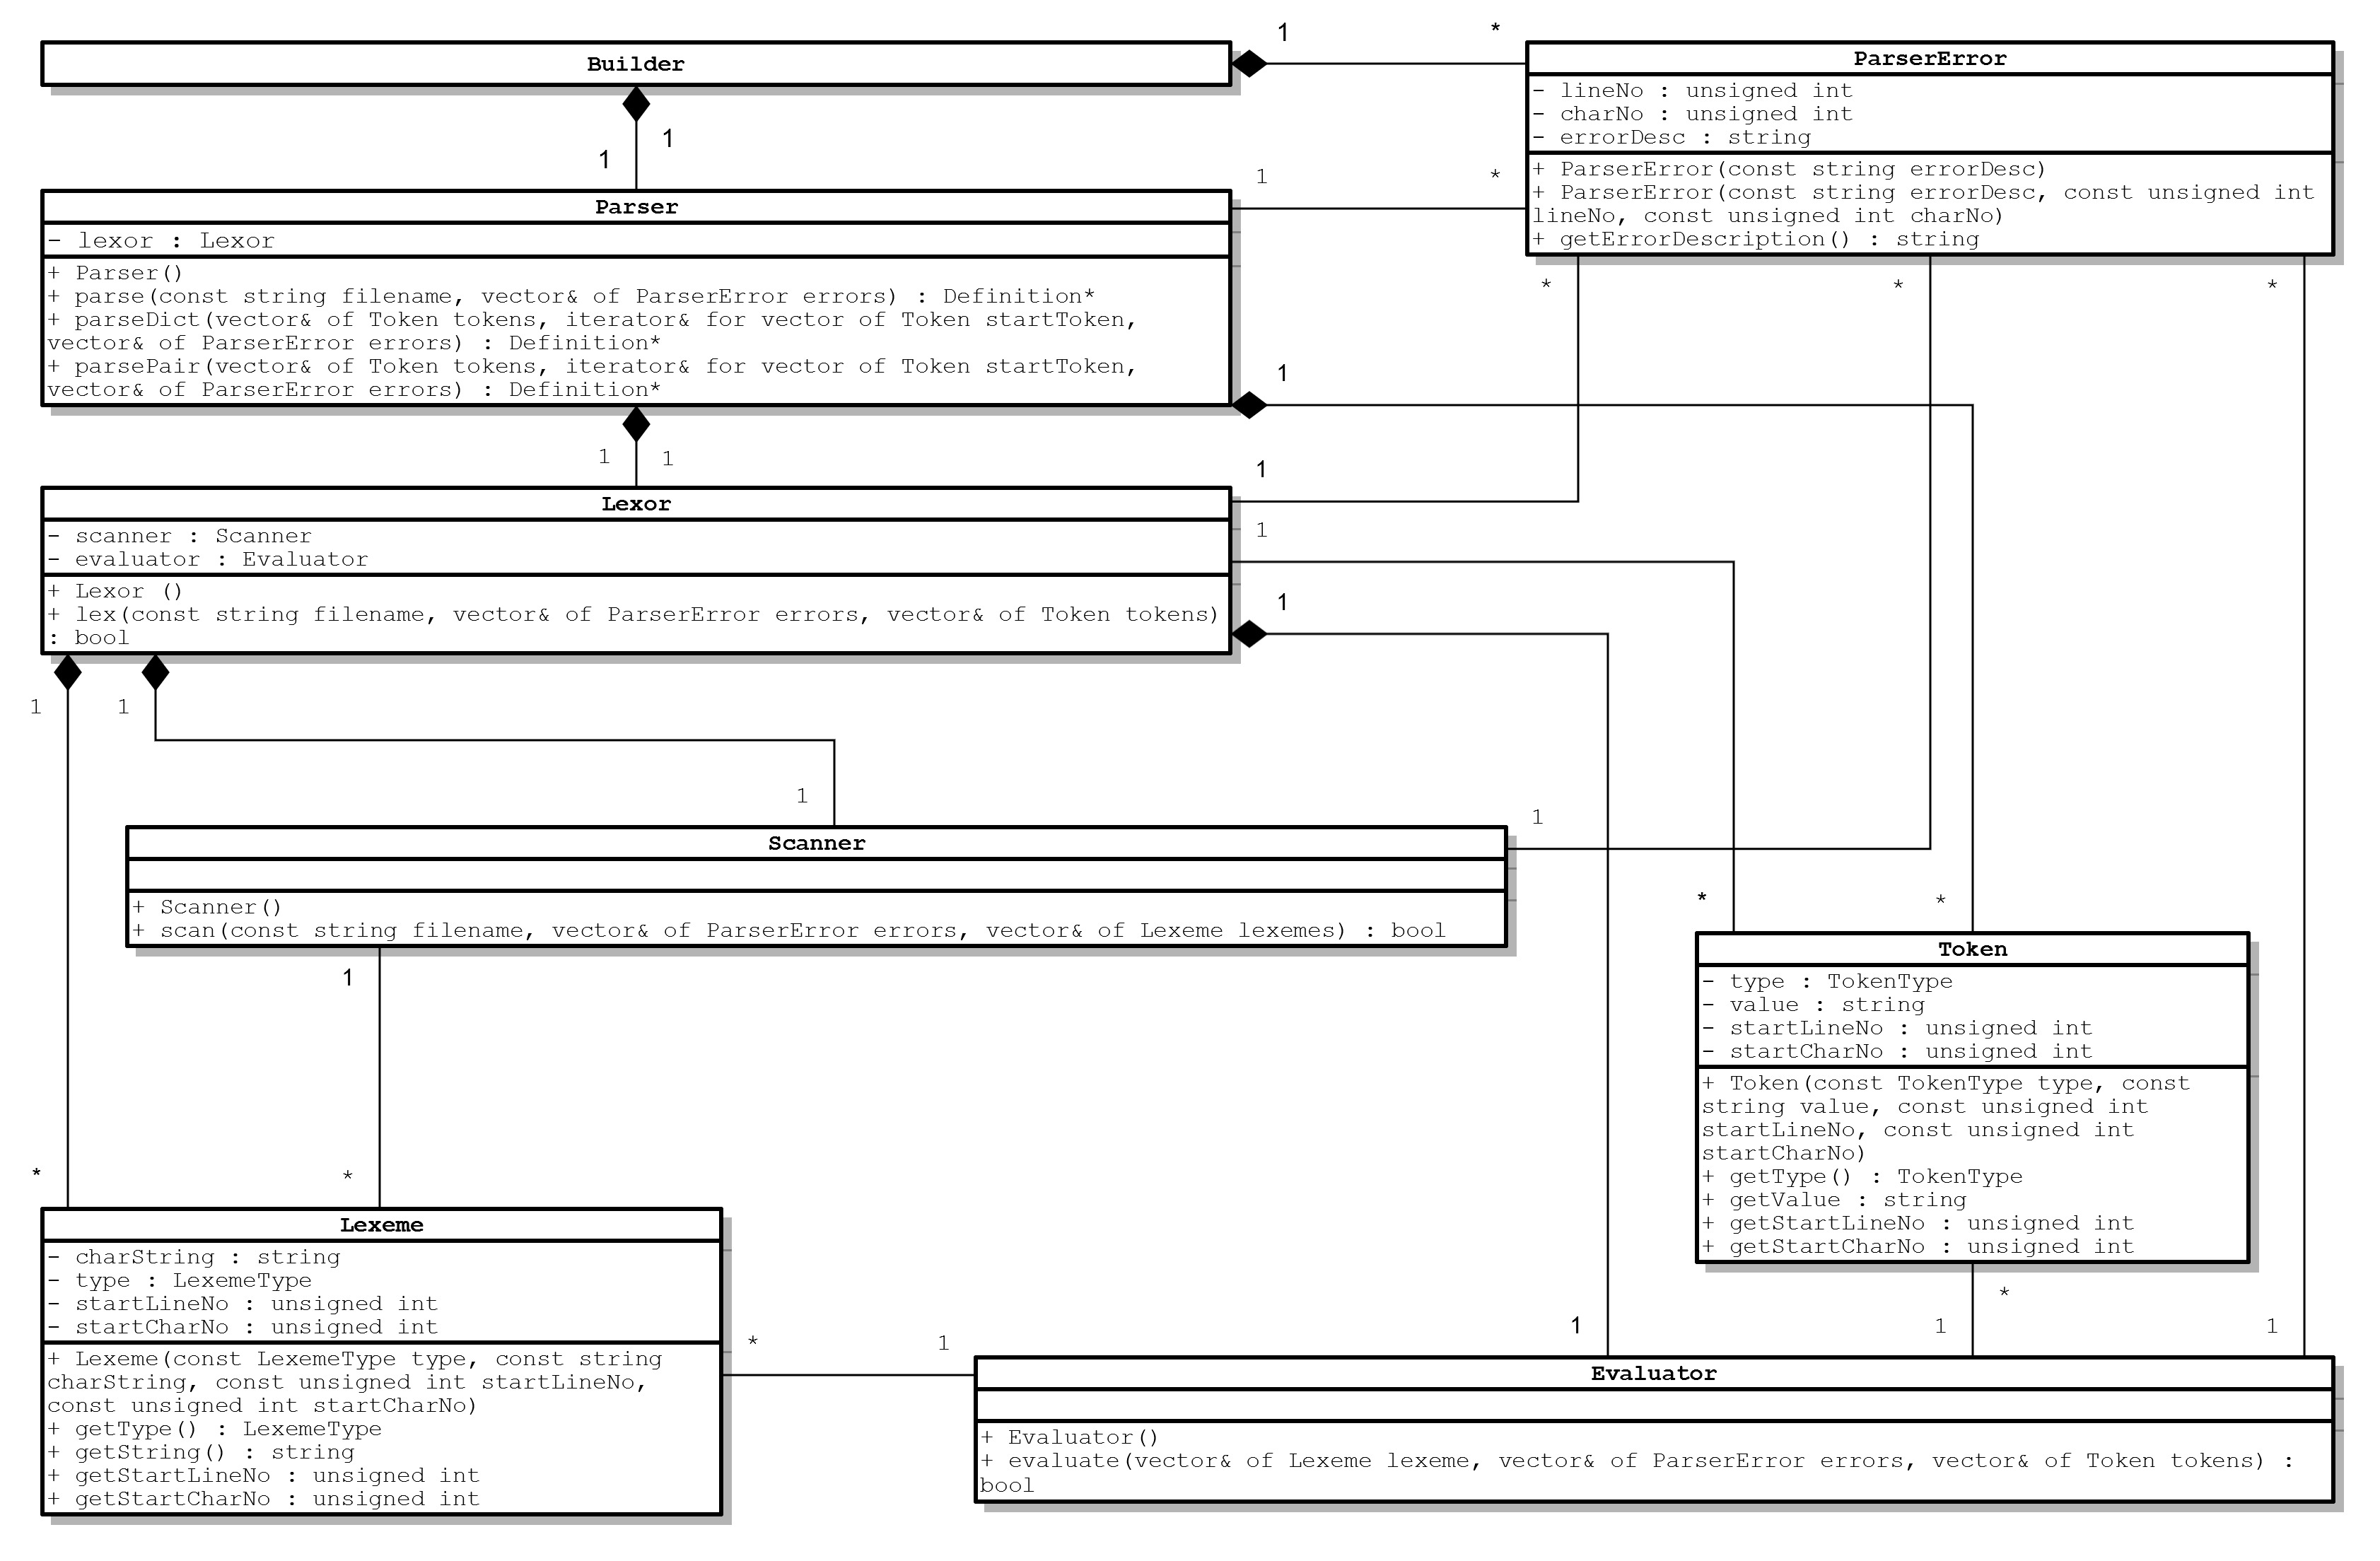 Builder
1
*
1
1
ParserError
- lineNo : unsigned int
- charNo : unsigned int
- errorDesc : string
+ ParserError(const string errorDesc)
+ ParserError(const string errorDesc, const unsigned int
lineNo, const unsigned int charNo)
+ getErrorDescription() : string
1
*
Parser
- lexor : Lexor
+ Parser()
+ parse(const string filename, vector& of ParserError errors) : Definition*
+ parseDict(vector& of Token tokens, iterator& for vector of Token startToken,
vector& of ParserError errors) : Definition*
+ parsePair(vector& of Token tokens, iterator& for vector of Token startToken,
vector& of ParserError errors) : Definition*
*
*
*
1
1
1
1
Lexor
- scanner : Scanner
- evaluator : Evaluator
+ Lexor ()
+ lex(const string filename, vector& of ParserError errors, vector& of Token tokens)
: bool
1
1
1
1
1
1
Scanner
+ Scanner()
+ scan(const string filename, vector& of ParserError errors, vector& of Lexeme lexemes) : bool
*
*
1
*
*
Token
- type : TokenType
- value : string
- startLineNo : unsigned int
- startCharNo : unsigned int
+ Token(const TokenType type, const
string value, const unsigned int
startLineNo, const unsigned int
startCharNo)
+ getType() : TokenType
+ getValue : string
+ getStartLineNo : unsigned int
+ getStartCharNo : unsigned int
*
1
1
1
Lexeme
- charString : string
- type : LexemeType
- startLineNo : unsigned int
- startCharNo : unsigned int
+ Lexeme(const LexemeType type, const string
charString, const unsigned int startLineNo,
const unsigned int startCharNo)
+ getType() : LexemeType
+ getString() : string
+ getStartLineNo : unsigned int
+ getStartCharNo : unsigned int
*
1
Evaluator
+ Evaluator()
+ evaluate(vector& of Lexeme lexeme, vector& of ParserError errors, vector& of Token tokens) :
bool